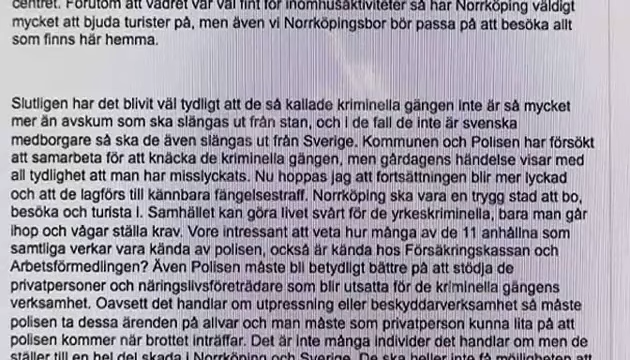 centret. Förutom att vädret var väl fint för inomhusaktiviteter så har Norrköping väldigt
mycket att bjuda turister på, men även vi Norrköpingsbor bör passa på att besöka allt
som finns här hemma.
Slutligen har det blivit väl tydligt att de så kallade kriminella gängen inte är så mycket
mer än avskum som ska slängas ut från stan, och i de fall de inte är svenska
medborgare så ska de även slängas ut från Sverige. Kommunen och Polisen har försökt
att samarbeta för att knäcka de kriminella gängen, men gårdagens händelse visar med
all tydlighet att man har misslyckats. Nu hoppas jag att fortsättningen blir mer lyckad
och att de lagförs till kännbara fängelsestraff. Norrköping ska vara en trygg stad att bo,
besöka och turista i. Samhället kan göra livet svårt för de yrkeskriminella, bara man går
ihop och vågar ställa krav. Vore intressant att veta hur många av de 11 anhållna som
samtliga verkar vara kända av polisen, också är kända hos Försäkringskassan och
Arbetsförmedlingen? Även Polisen måste bli betydligt bättre på att stödja de
privatpersoner och näringslivsföreträdare som blir utsatta för de kriminella gängens
verksamhet. Oavsett det handlar om utpressning eller beskyddarverksamhet så måste
polisen ta dessa ärenden på allvar och man måste som privatperson kunna lita på att
polisen kommer när brottet inträffar. Det är inte många individer det handlar om men de
ställer till en hel del skada i Norrköping och Sverige. De ska heller inte få möjligheten att